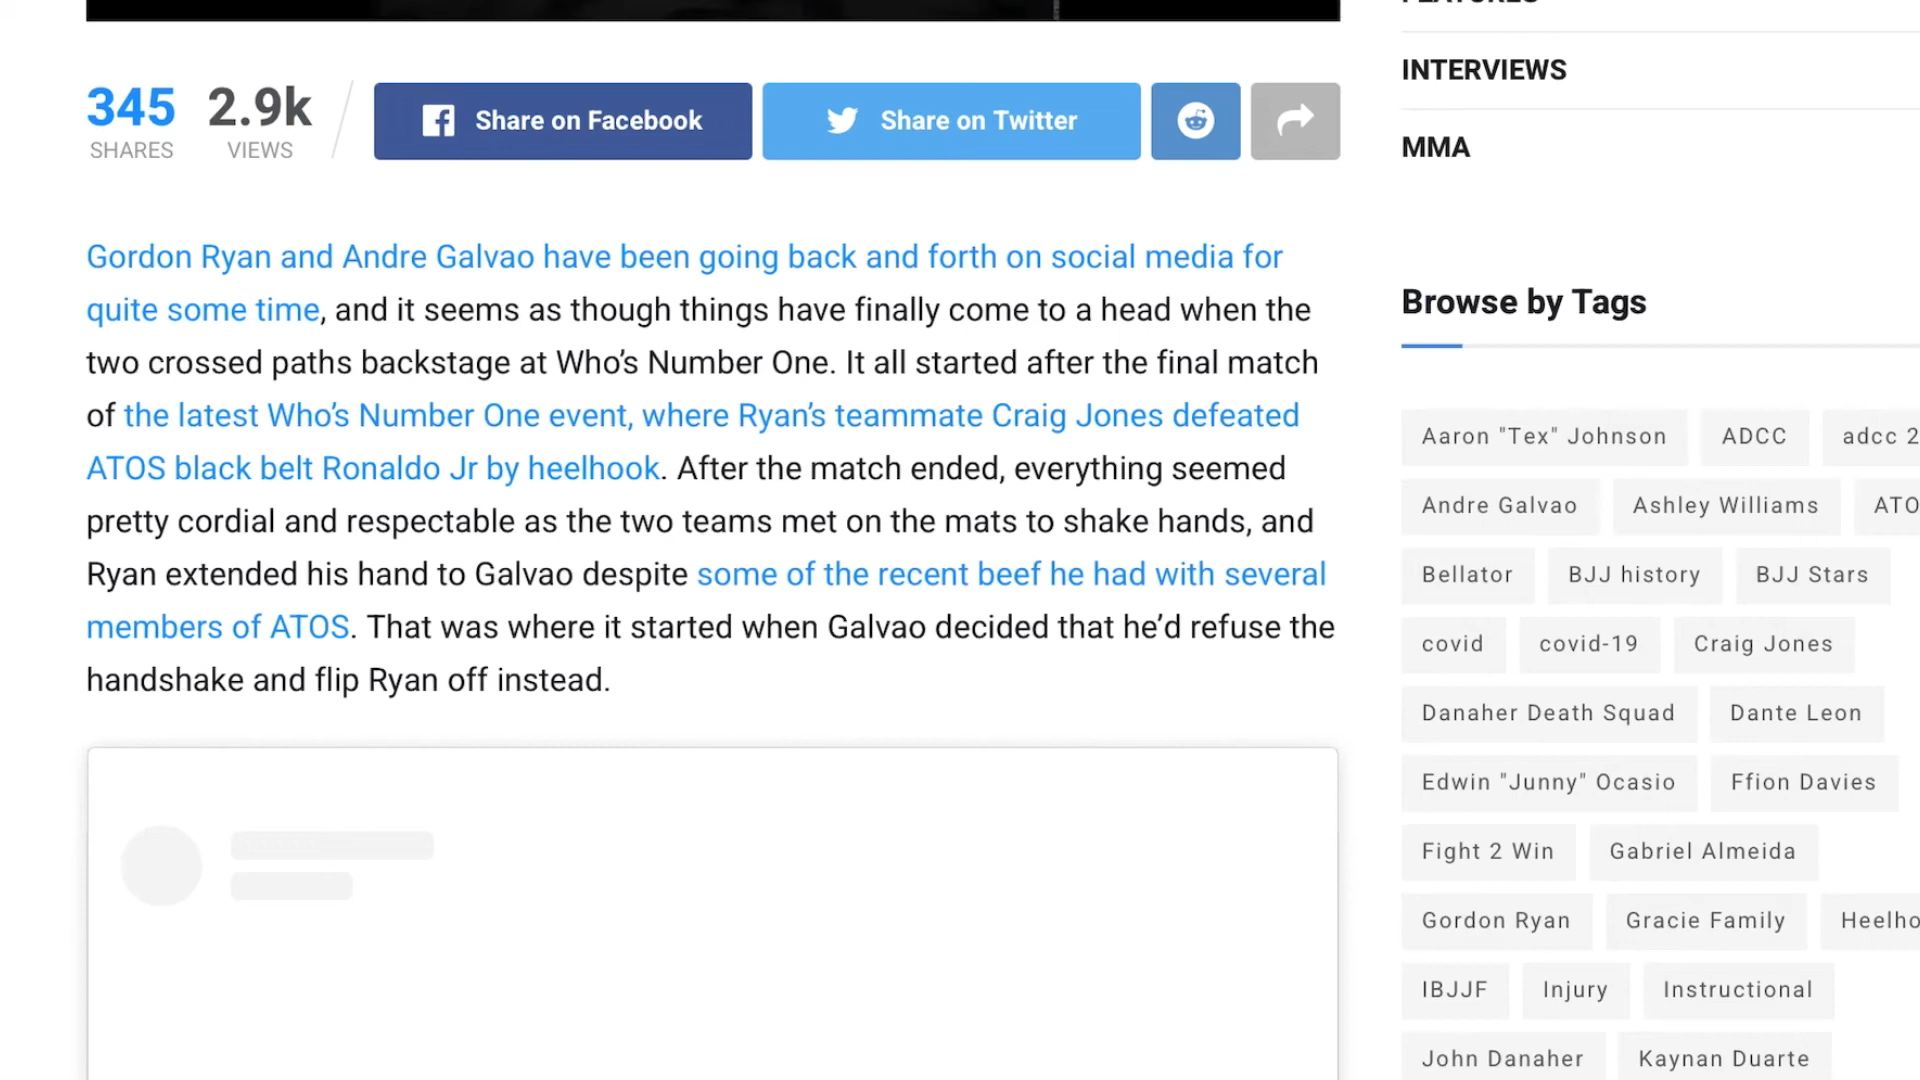 FEATURES
INTERVIEWS
MMA
345
SHARES
2.9k
VIEWS
Share on Facebook
Share on Twitter
Gordon Ryan and Andre Galvao have been going back and forth on social media for
quite some time, and it seems as though things have finally come to a head when the
two crossed paths backstage at Who’s Number One. It all started after the final match
of the latest Who’s Number One event, where Ryan’s teammate Craig Jones defeated
ATOS black belt Ronaldo Jr by heelhook. After the match ended, everything seemed
pretty cordial and respectable as the two teams met on the mats to shake hands, and
Ryan extended his hand to Galvao despite some of the recent beef he had with several
members of ATOS. That was where it started when Galvao decided that he’d refuse the
handshake and flip Ryan off instead.
Browse by Tags
Aaron "Tex" Johnson ADCC adcc 2
Andre Galvao Ashley Williams ATO
Bellator BJJ history BJJ Stars
covid covid-19 Craig Jones
Danaher Death Squad Dante Leon
Edwin "Junny" Ocasio Ffion Davies
Fight 2 Win Gabriel Almeida
Gordon Ryan Gracie Family Heelho
IBJJF Injury Instructional
John Danaher Kaynan Duarte